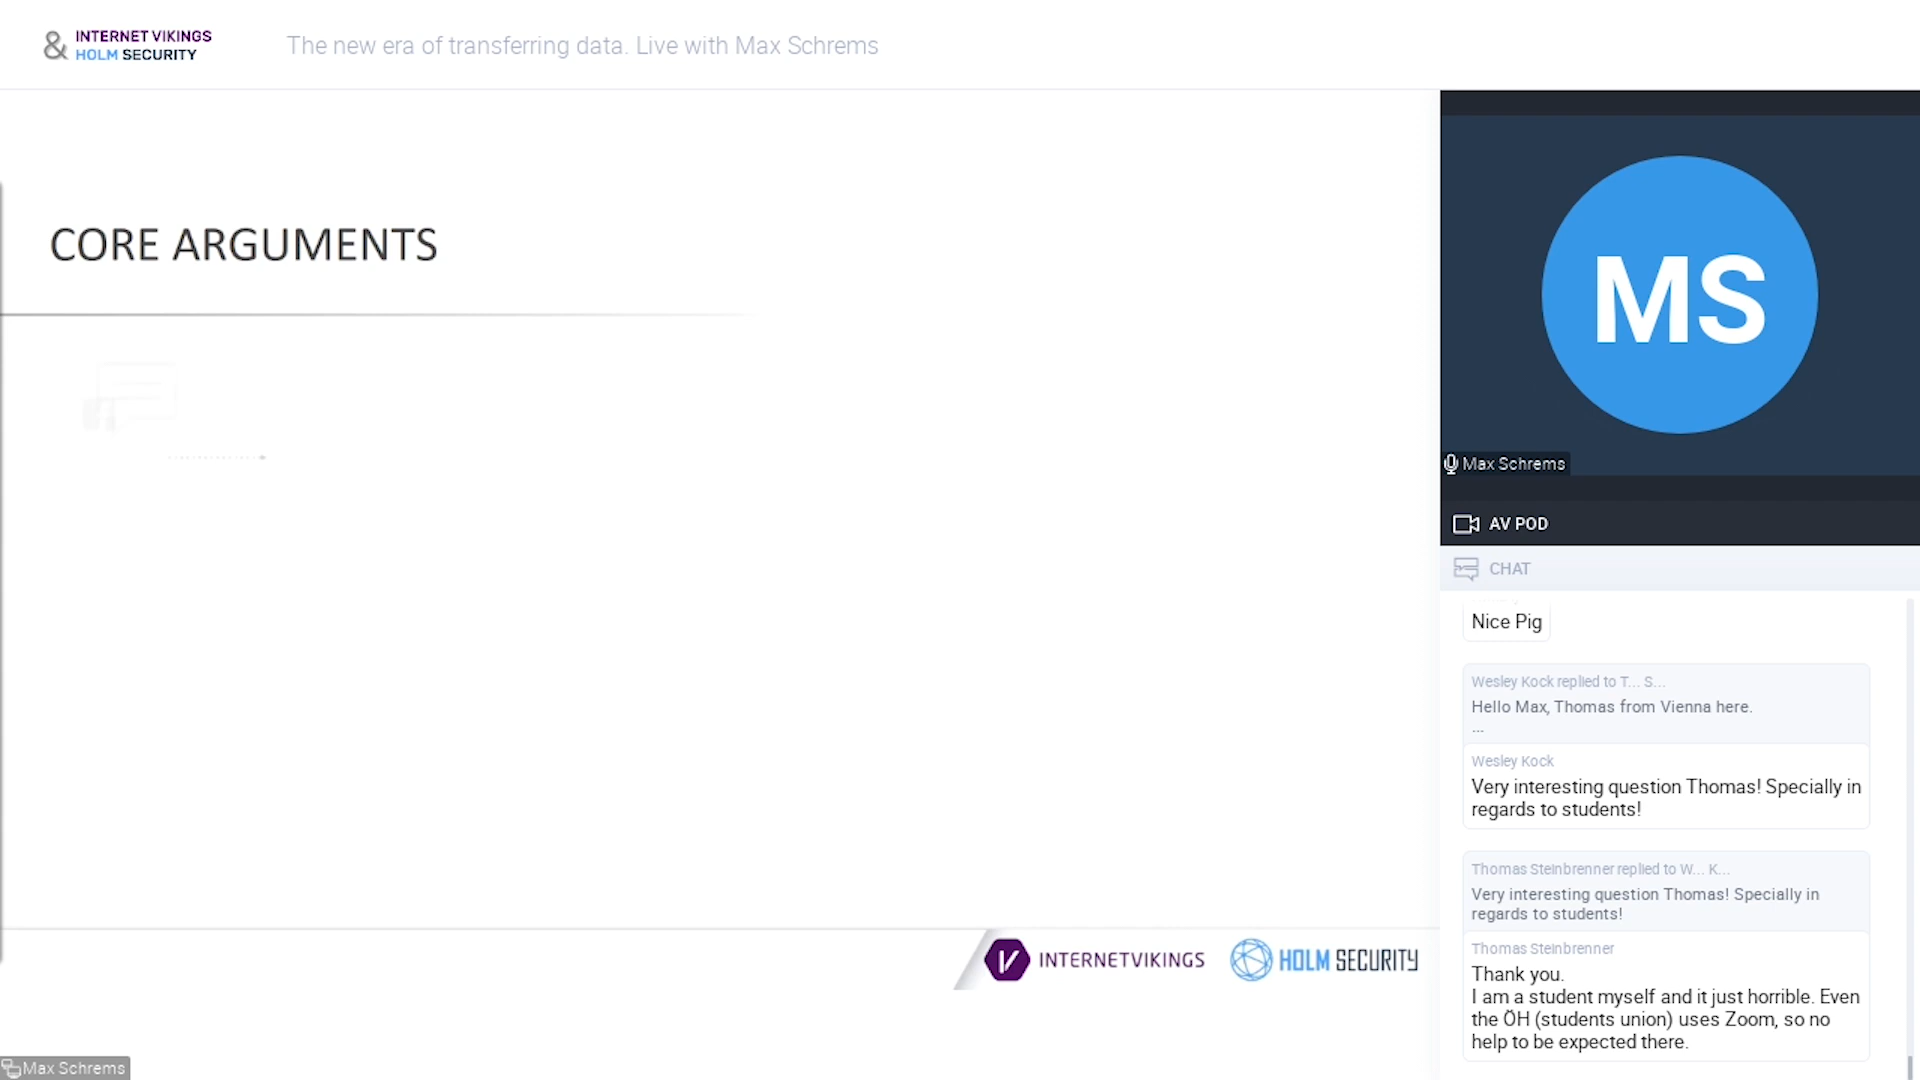 & INTERNET VIKINGS
HOLM SECURITY
The new era of transferring data. Live with Max Schrems
CORE ARGUMENTS
INTERNETVIKINGS
HOLM SECURITY
Max Schrems
MS
Max Schrems
AV POD
CHAT
Nice Pig
Wesley Kock replied to T... S...
Hello Max, Thomas from Vienna here.
...
Wesley Kock
Very interesting question Thomas! Specially in
regards to students!
Thomas Steinbrenner replied to W... K...
Very interesting question Thomas! Specially in
regards to students!
Thomas Steinbrenner
Thank you.
I am a student myself and it just horrible. Even
the ÖH (students union) uses Zoom, so no
help to be expected there.